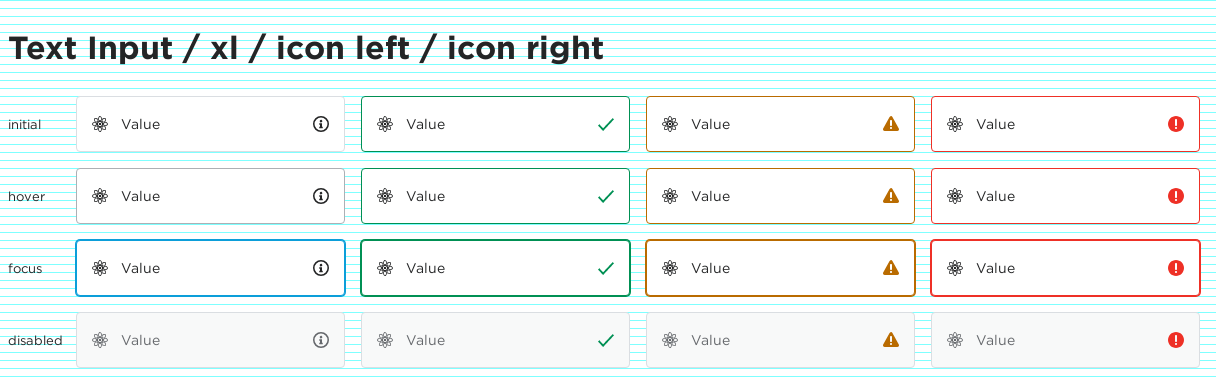 Text Input / xl / icon left / icon right
initial Value Value Value Value
hover Value Value Value Value
focus Value Value Value Value
disabled Value Value Value Value